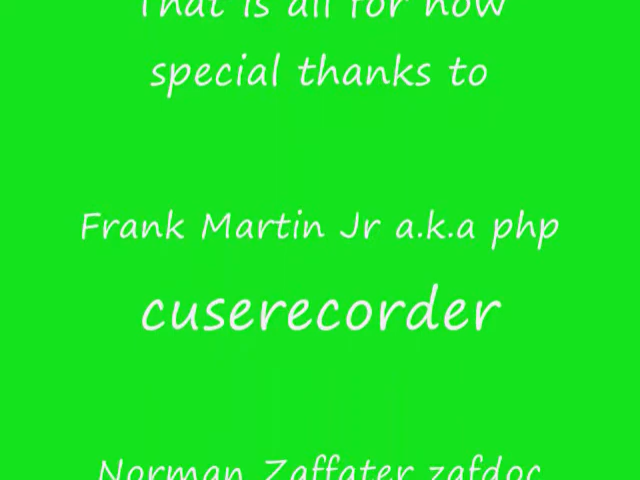 That is all for now
special thanks to
Frank Martin Jr a.k.a php
cuserecorder
Norman Zaffater zafdoc